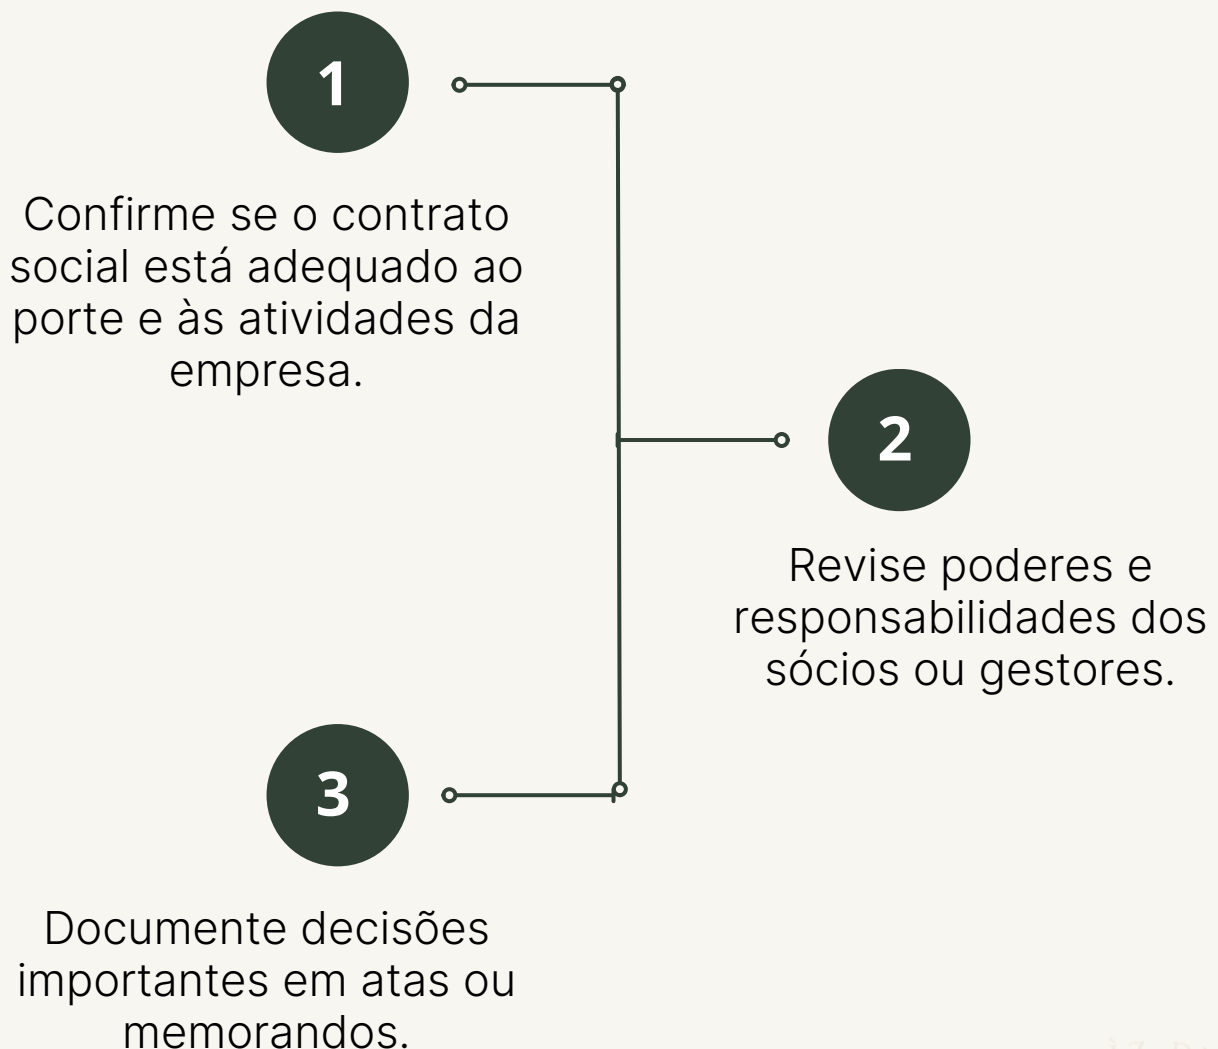 1
Confirme se o contrato
social está adequado ao
porte e às atividades da
empresa.
2
Revise poderes e
responsabilidades dos
sócios ou gestores.
3
Documente decisões
importantes em atas ou
memorandos.